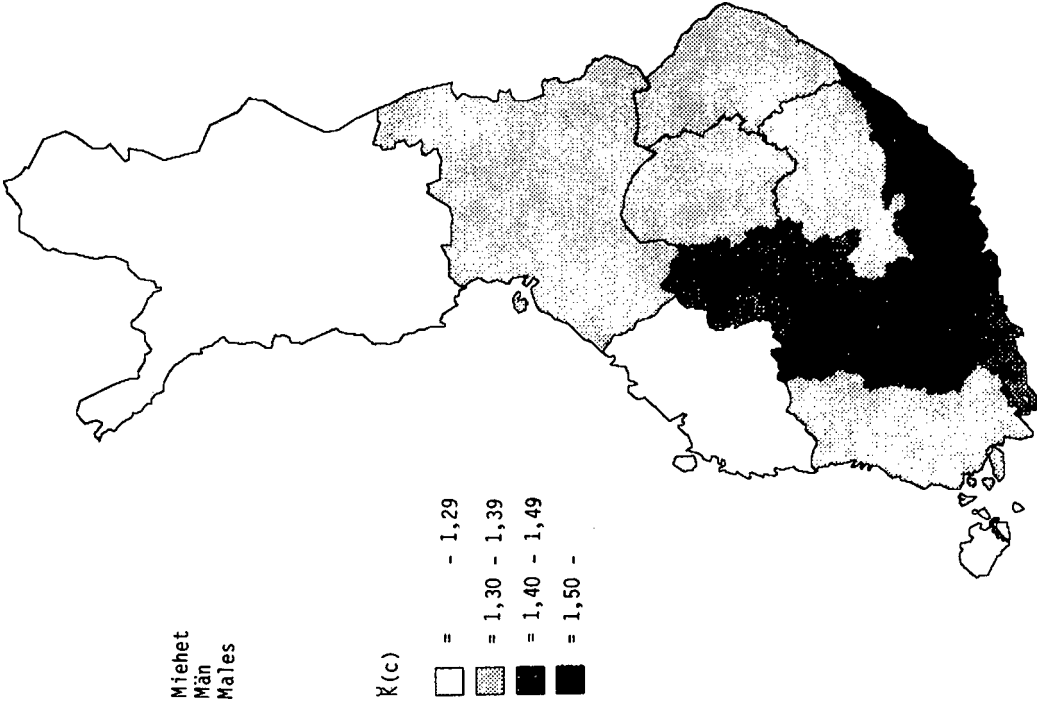 Miehet
Män
Males
K(c)
= - 1,29
= 1,30 - 1,39
= 1,40 - 1,49
= 1,50 -